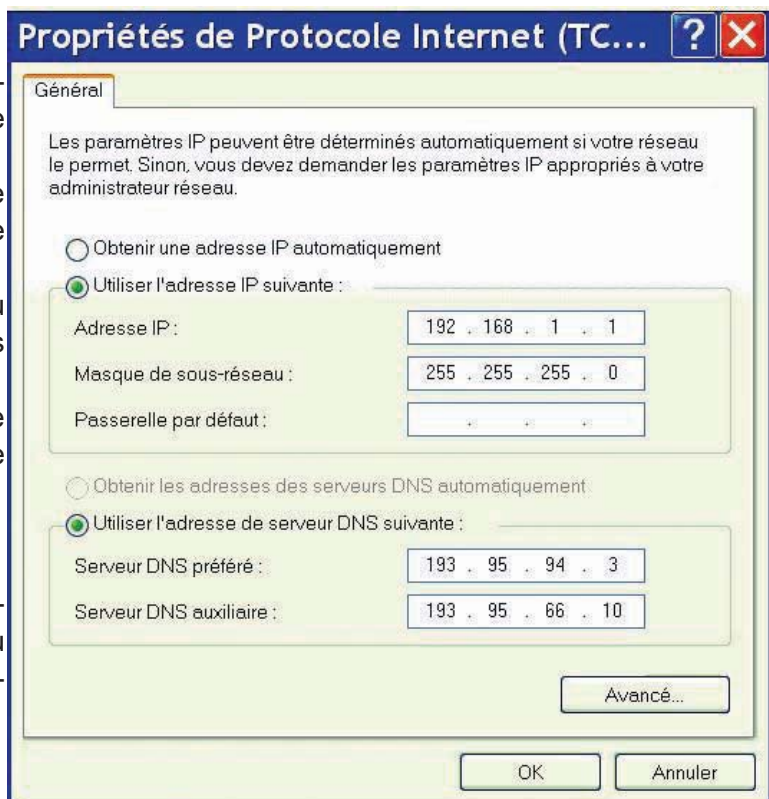 Propriétés de Protocole Internet (TC...
Général
Les paramètres IP peuvent être déterminés automatiquement si votre réseau
le permet. Sinon, vous devez demander les paramètres IP appropriés à votre
administrateur réseau.
Obtenir une adresse IP automatiquement
Utiliser l'adresse IP suivante :
Adresse IP : 192 . 168 . 1 . 1
Masque de sous-réseau : 255 . 255 . 255 . 0
Passerelle par défaut : . . .
Obtenir les adresses des serveurs DNS automatiquement
Utiliser l'adresse de serveur DNS suivante :
Serveur DNS préféré : 193 . 95 . 94 . 3
Serveur DNS auxiliaire : 193 . 95 . 66 . 10
Avancé...
OK Annuler